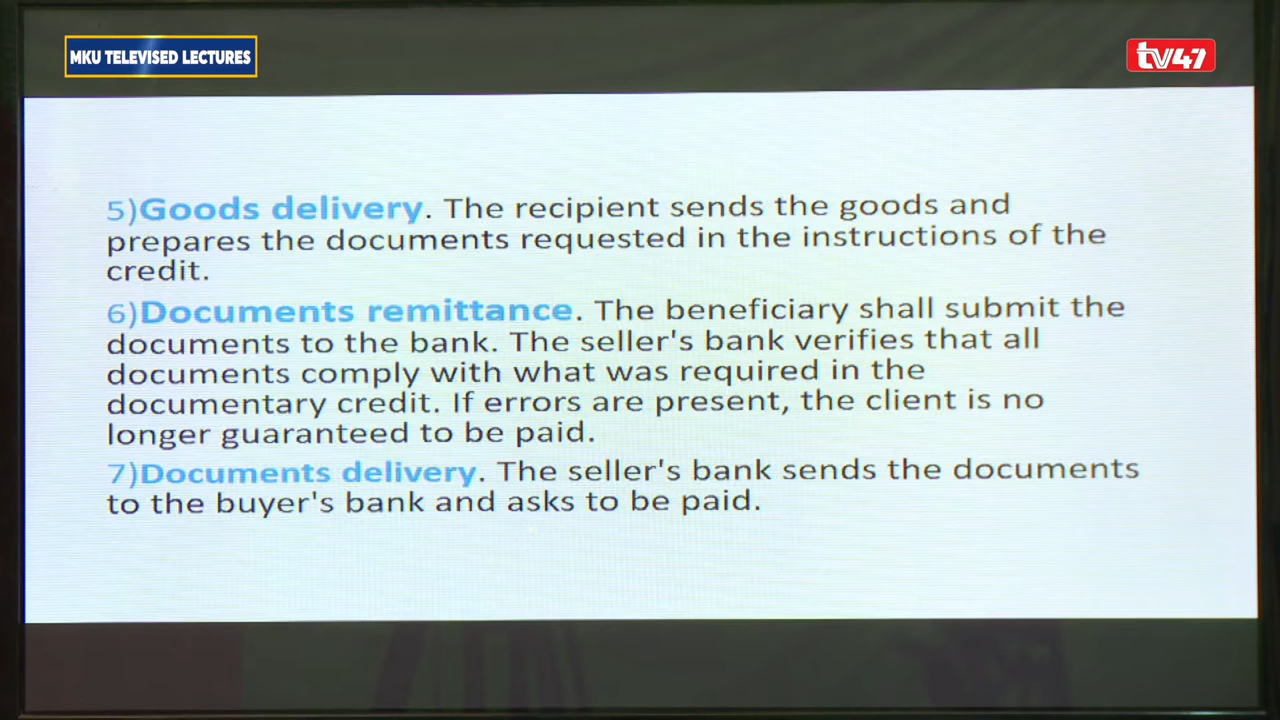 MKU TELEVISED LECTURES
tv47
5)Goods delivery. The recipient sends the goods and
prepares the documents requested in the instructions of the
credit.
6)Documents remittance. The beneficiary shall submit the
documents to the bank. The seller's bank verifies that all
documents comply with what was required in the
documentary credit. If errors are present, the client is no
longer guaranteed to be paid.
7)Documents delivery. The seller's bank sends the documents
to the buyer's bank and asks to be paid.